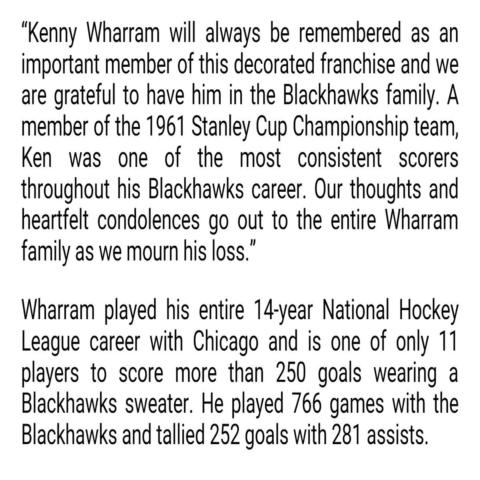 “Kenny Wharram will always be remembered as an
important member of this decorated franchise and we
are grateful to have him in the Blackhawks family. A
member of the 1961 Stanley Cup Championship team,
Ken was one of the most consistent scorers
throughout his Blackhawks career. Our thoughts and
heartfelt condolences go out to the entire Wharram
family as we mourn his loss.”
Wharram played his entire 14-year National Hockey
League career with Chicago and is one of only 11
players to score more than 250 goals wearing a
Blackhawks sweater. He played 766 games with the
Blackhawks and tallied 252 goals with 281 assists.